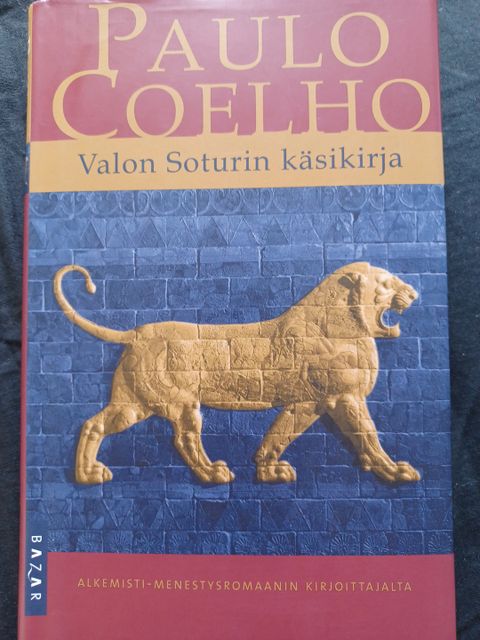 PAULO
COELHO
Valon Soturin käsikirja
BAZAR
ALKEMISTI-MENESTYSROMAANIN KIRJOITTAJALTA